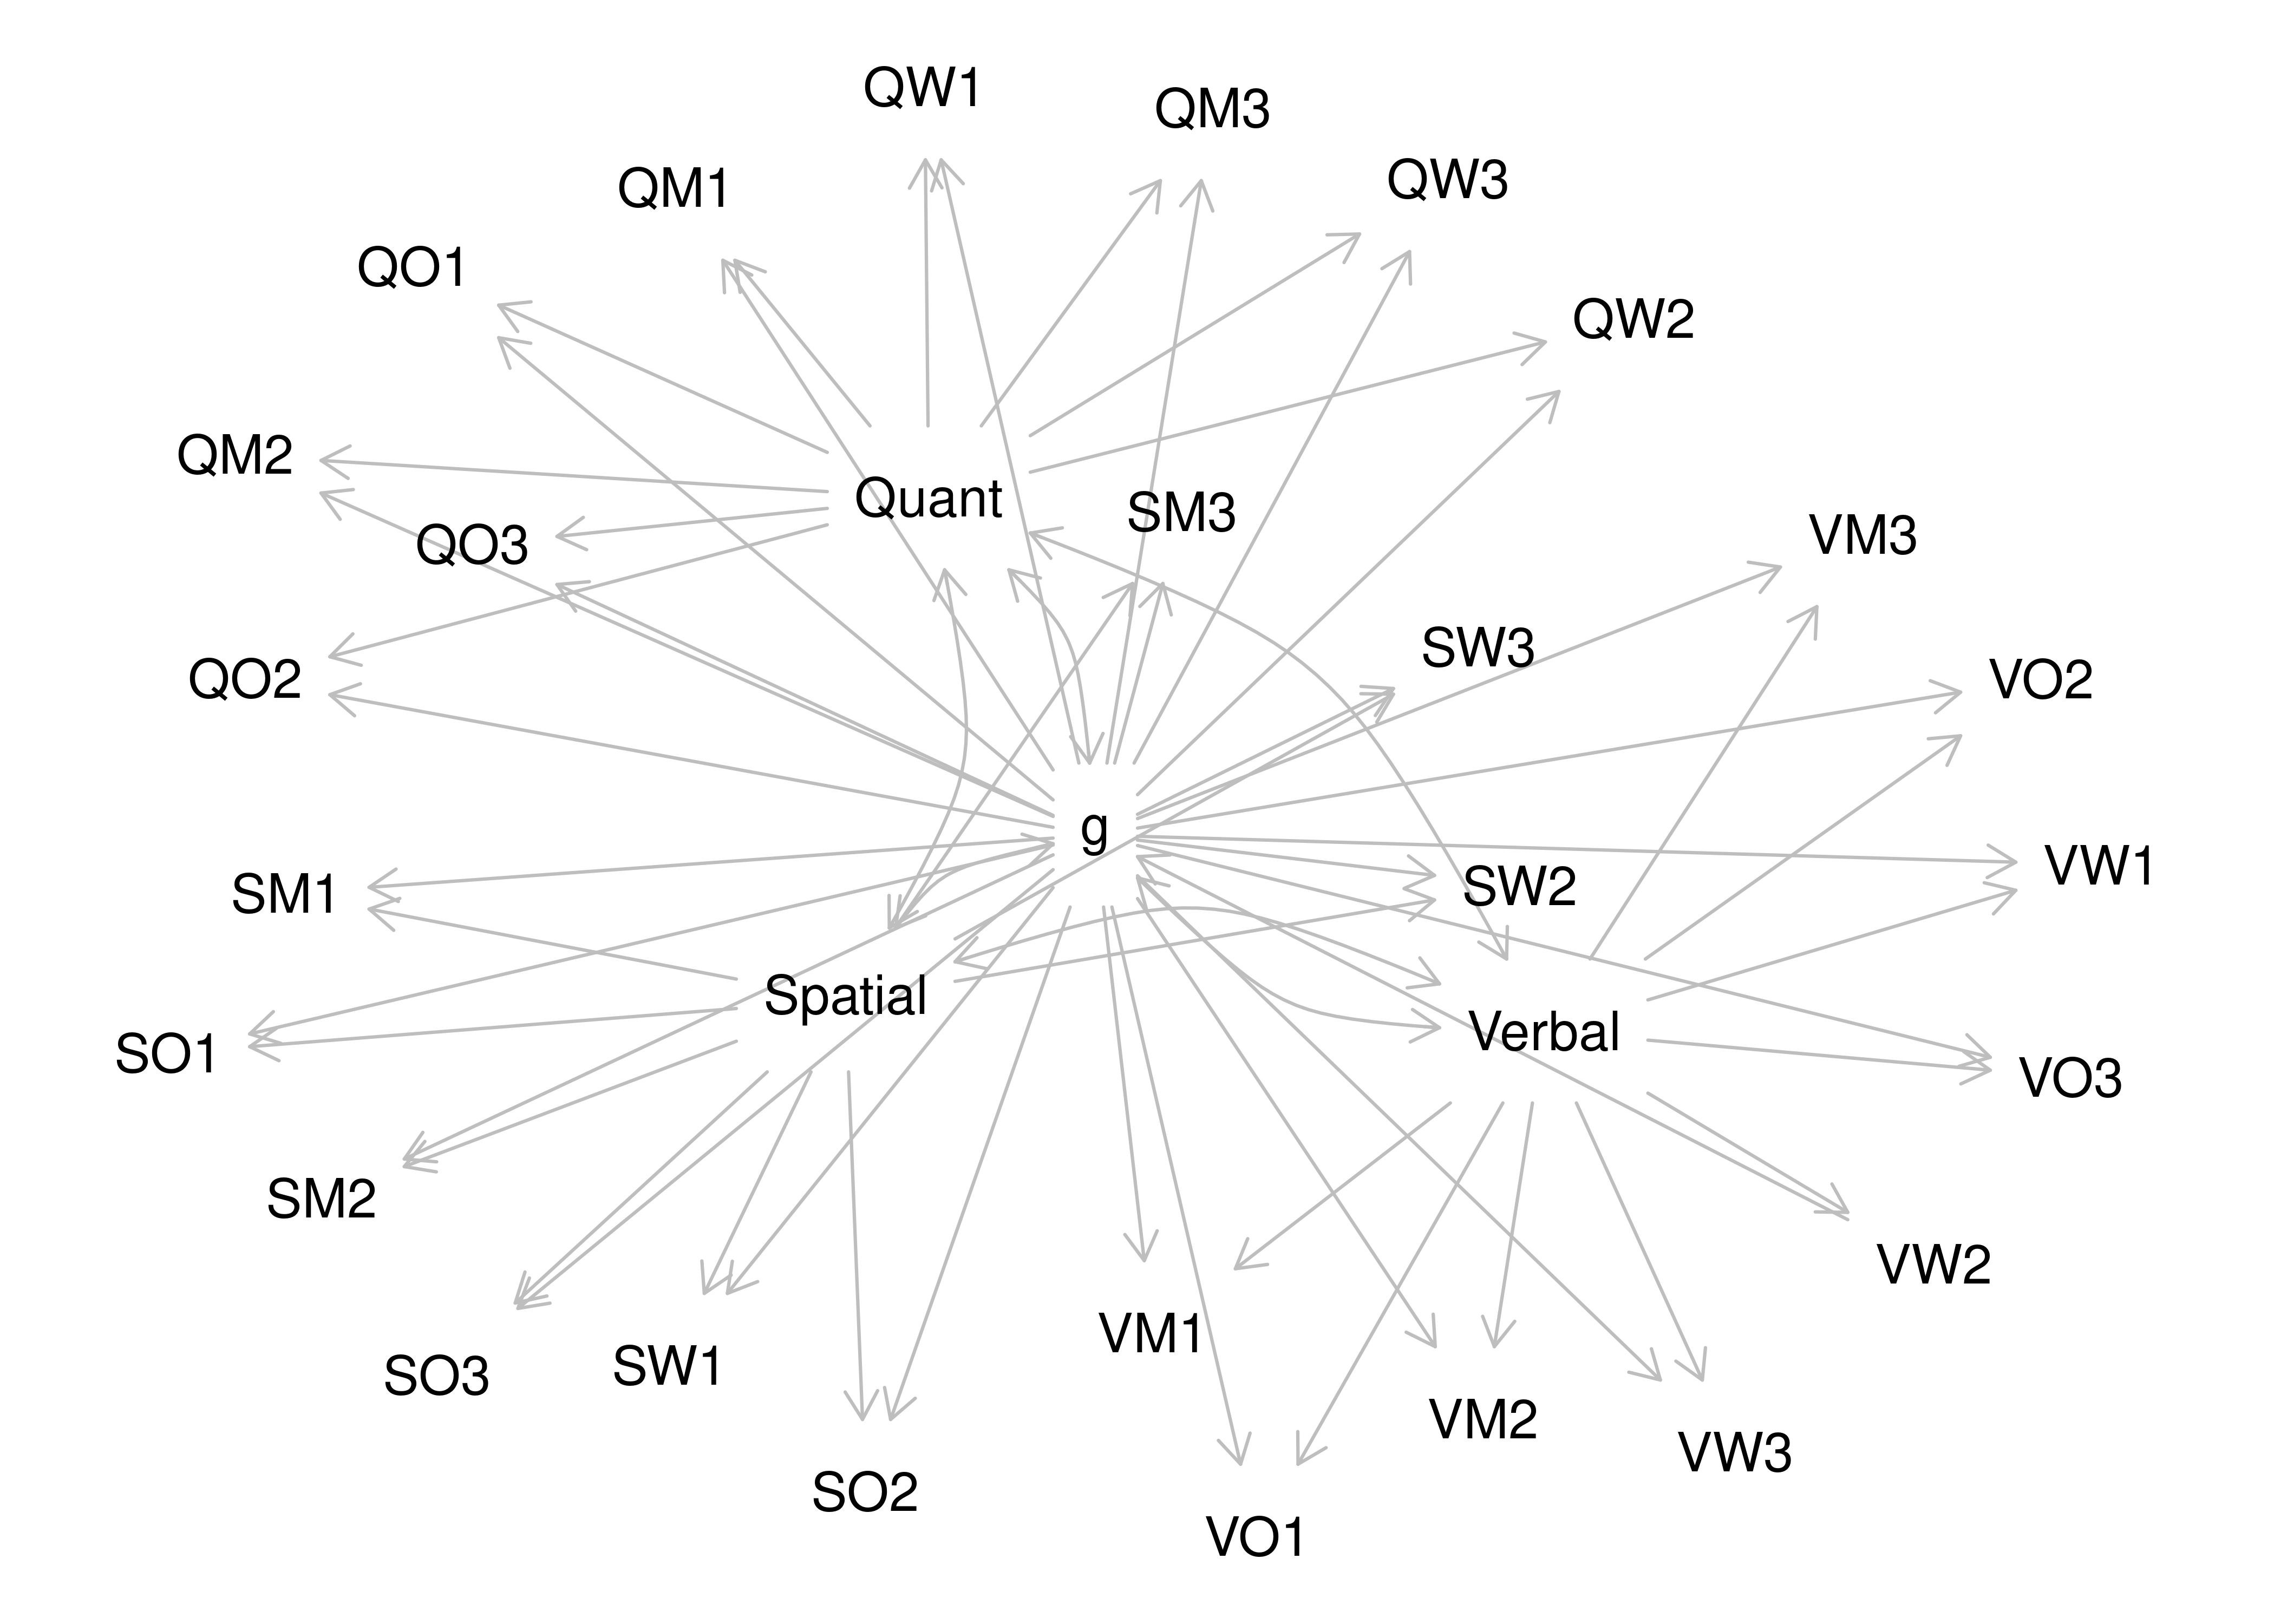 QW1
QM3
QM1
QW3
QO1
QW2
QM2
Quant
SM3
QO3
VM3
SW3
QO2
VO2
g
SM1
SW2
VW1
Spatial
Verbal
SO1
VO3
SM2
VW2
VM1
SO3
SW1
VM2
VW3
SO2
VO1